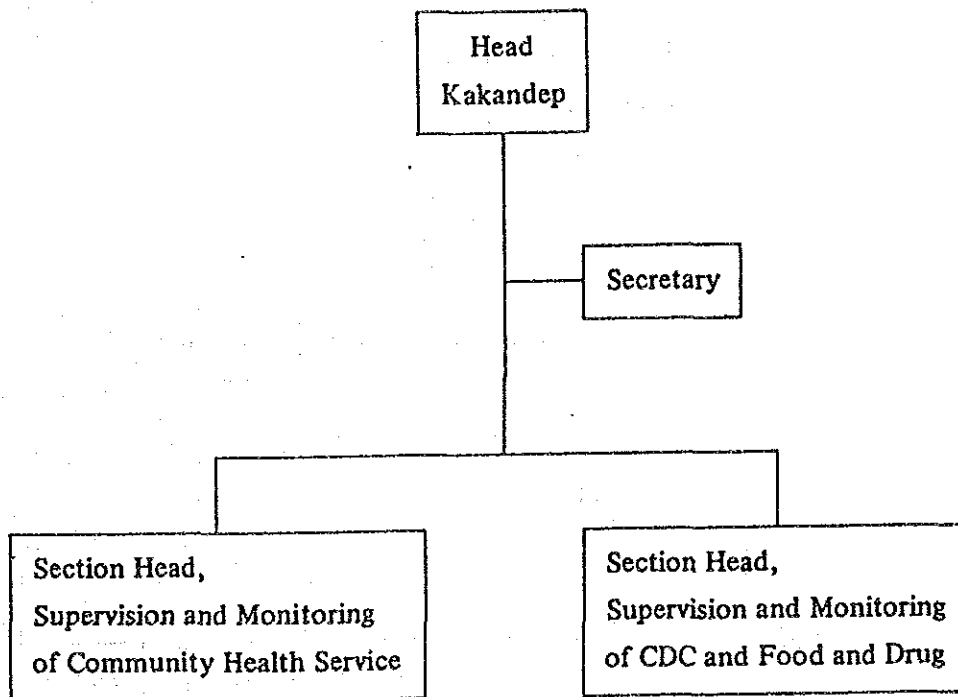 Head
Kakandep
Secretary
Section Head,
Supervision and Monitoring
of Community Health Service
Section Head,
Supervision and Monitoring
of CDC and Food and Drug